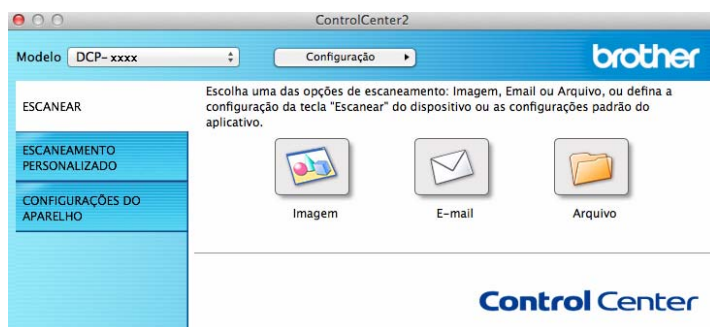 ControlCenter2
Modelo DCP-xxxx Configuração brother
ESCANEAR
Escolha uma das opções de escaneamento: Imagem, Email ou Arquivo, ou defina a
configuração da tecla "Escanear" do dispositivo ou as configurações padrão do
aplicativo.
ESCANEAMENTO
PERSONALIZADO
CONFIGURAÇÕES DO
APARELHO
Imagem E-mail Arquivo
Control Center